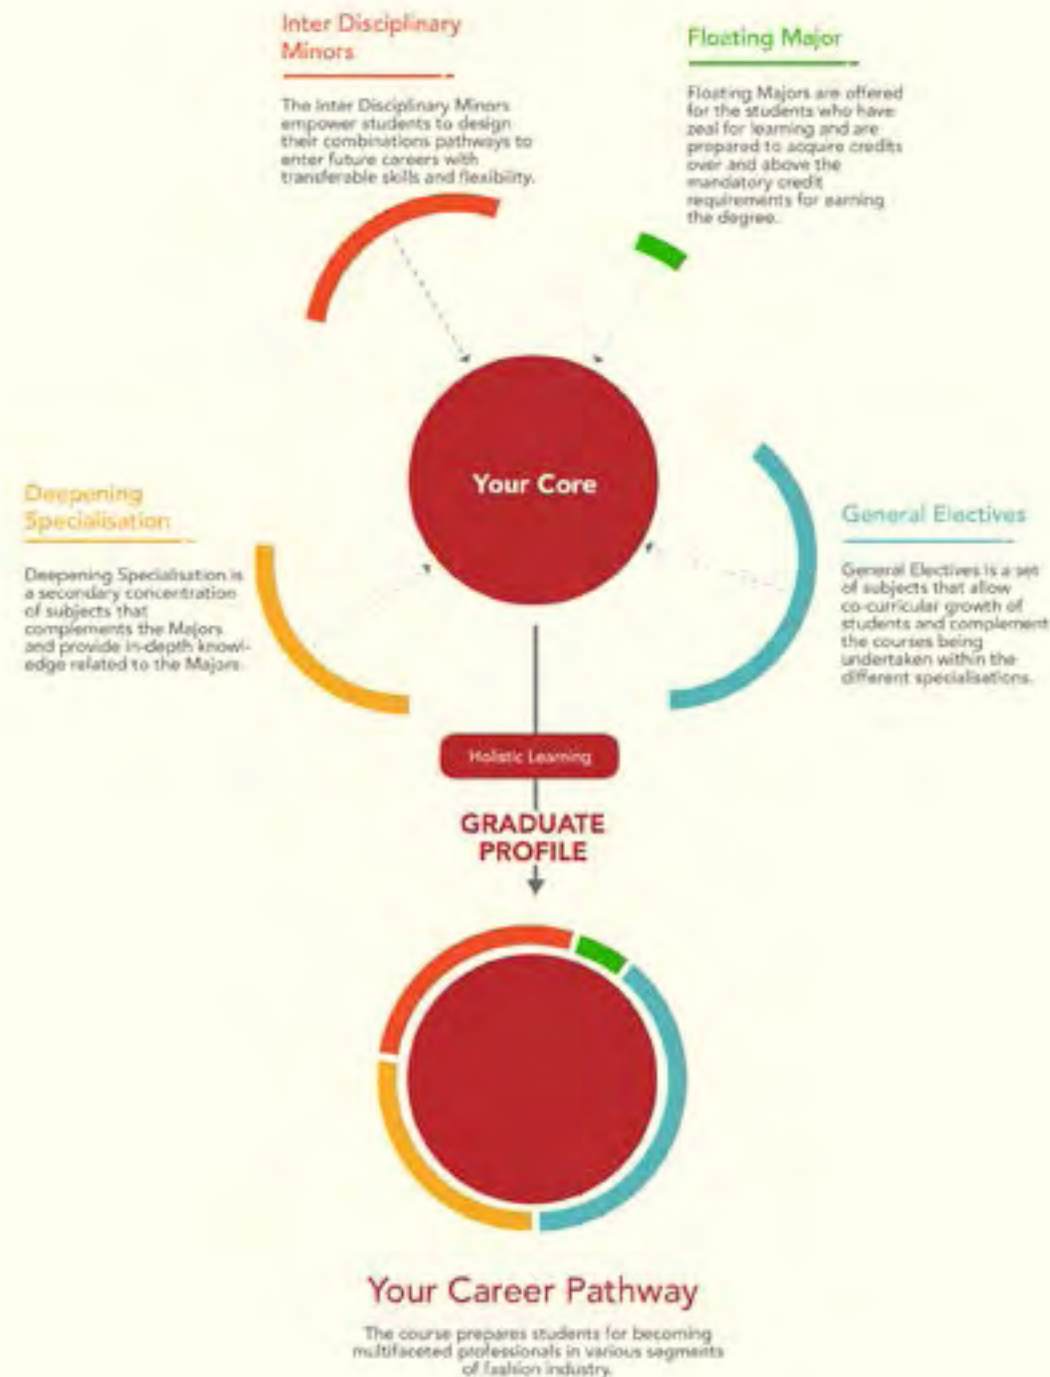 Inter Disciplinary
Minors
The Inter Disciplinary Minors
empower students to design
their combinations pathways to
enter future careers with
transferable skills and flexibility.
Floating Major
Floating Majors are offered
for the students who have
zeal for learning and are
prepared to acquire credits
over and above the
mandatory credit
requirements for earning
the degree.
Your Core
Deepening
Specialisation
Deepening Specialisation is
a secondary concentration
of subjects that
complements the Majors
and provide in-depth knowl-
edge related to the Majors.
General Electives
General Electives is a set
of subjects that allow
co-curricular growth of
students and complement
the courses being
undertaken within the
different specialisations.
Holistic Learning
GRADUATE
PROFILE
Your Career Pathway
The course prepares students for becoming
multifaceted professionals in various segments
of fashion industry.